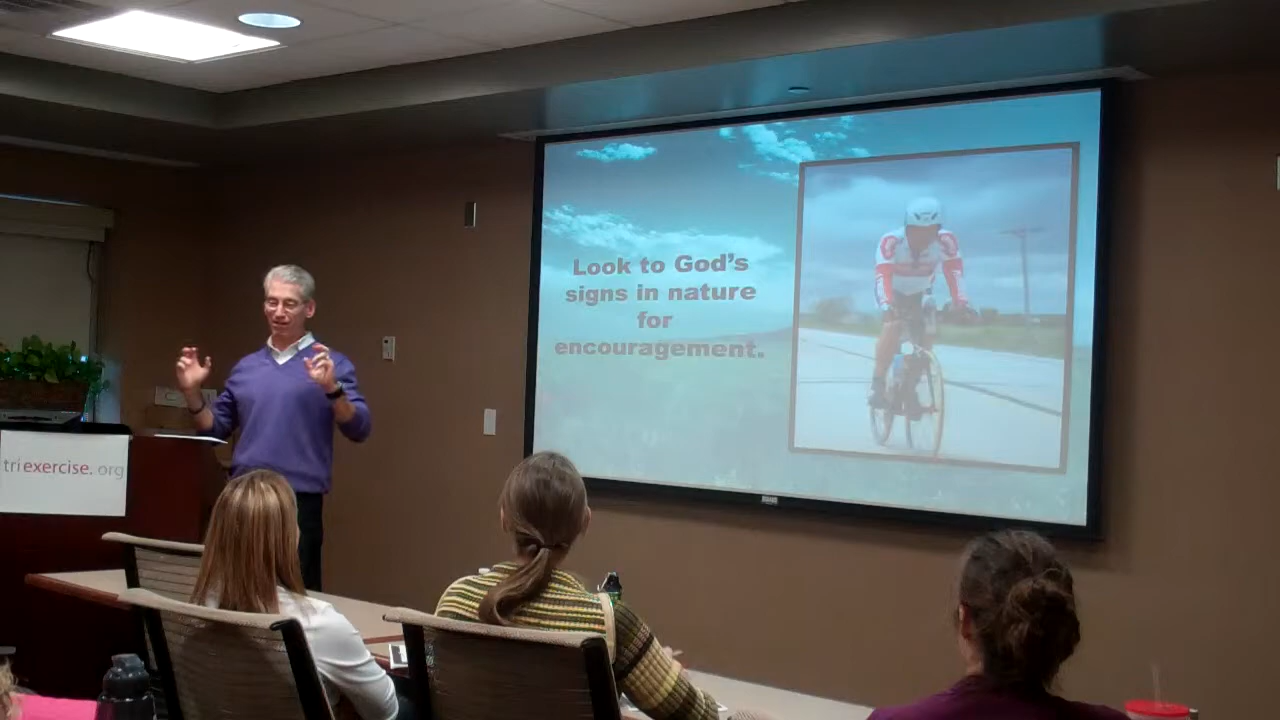 Look to God's
signs in nature
for
encouragement.
triexercise. org